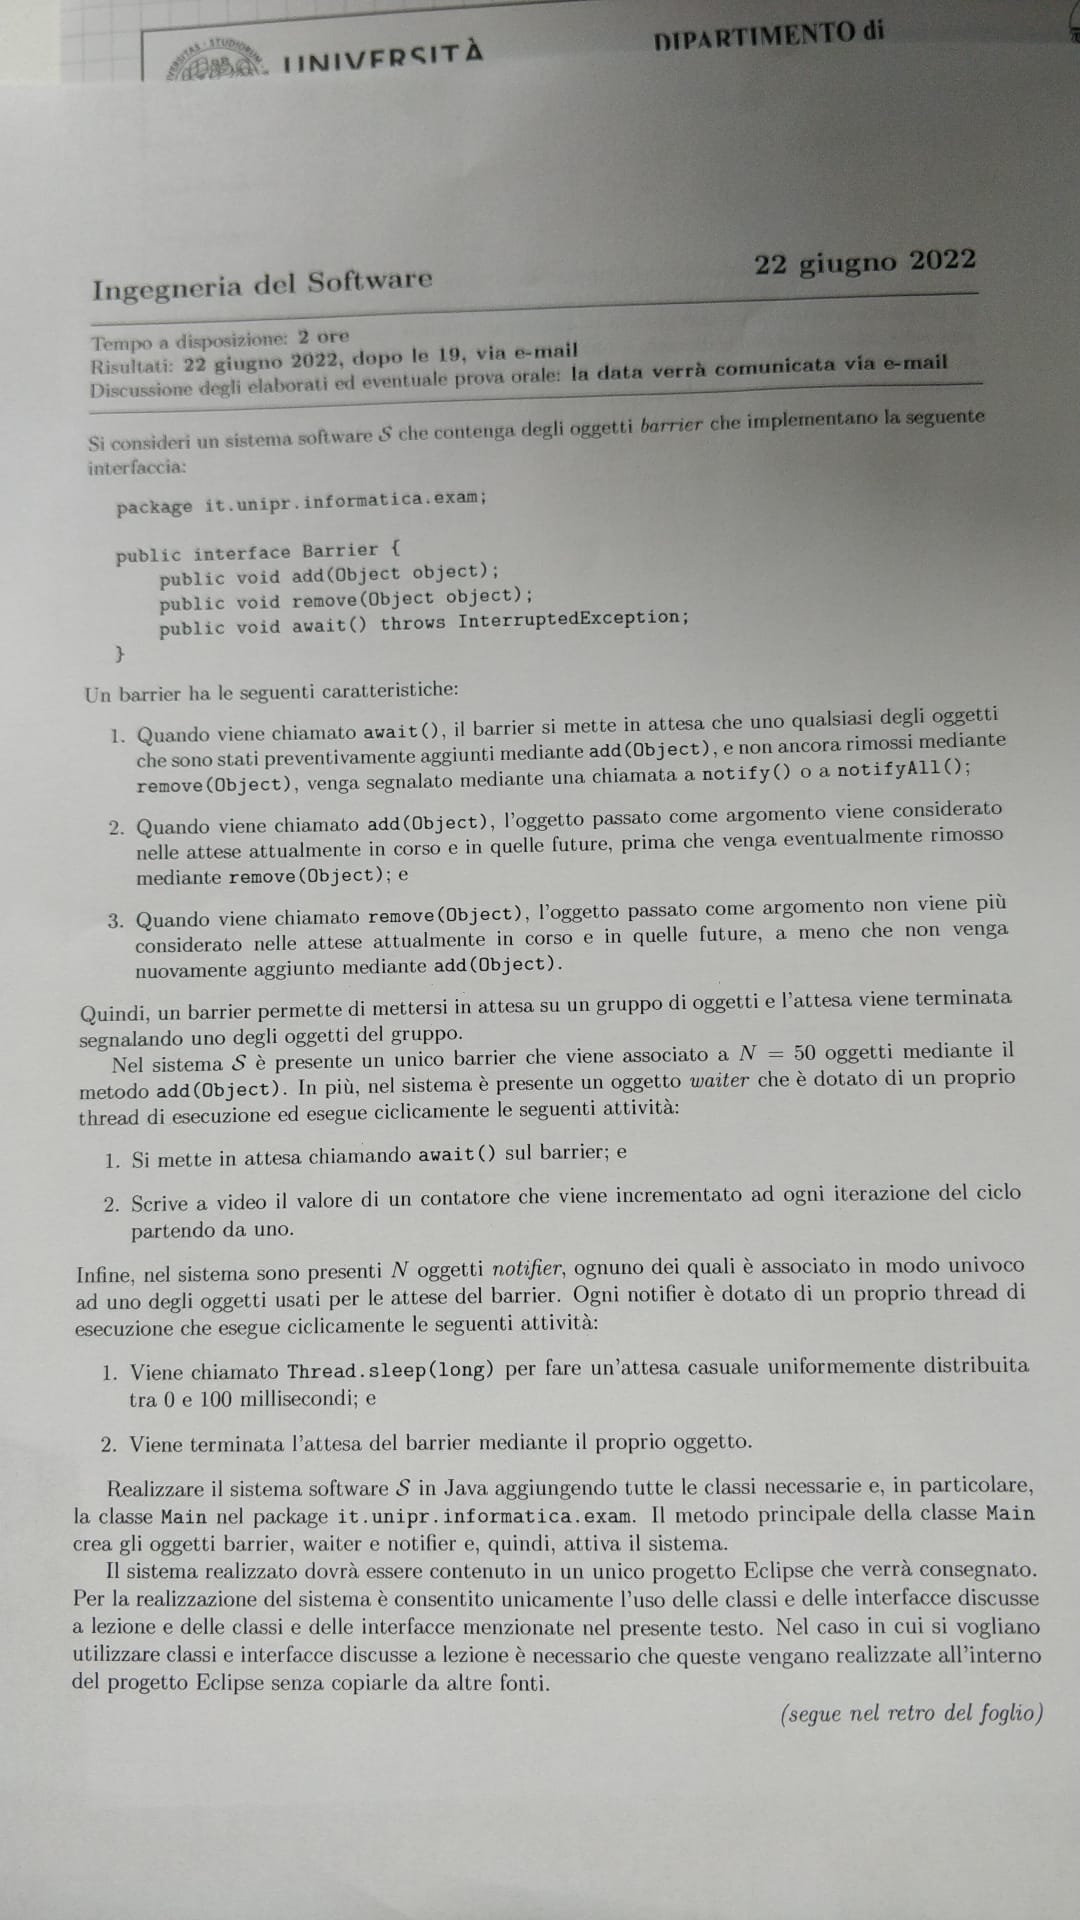 UNIVERSITÀ
DIPARTIMENTO di
Ingegneria del Software
22 giugno 2022
Tempo a disposizione: 2 ore
Risultati: 22 giugno 2022, dopo le 19, via e-mail
Discussione degli elaborati ed eventuale prova orale: la data verrà comunicata via e-mail
Si consideri un sistema software S che contenga degli oggetti barrier che implementano la seguente
interfaccia:
package it.unipr.informatica.exam;
public interface Barrier {
public void add(Object object);
public void remove(Object object);
public void await() throws InterruptedException;
}
Un barrier ha le seguenti caratteristiche:
1. Quando viene chiamato await(), il barrier si mette in attesa che uno qualsiasi degli oggetti
che sono stati preventivamente aggiunti mediante add(Object), e non ancora rimossi mediante
remove(Object), venga segnalato mediante una chiamata a notify() o a notifyAll();
2. Quando viene chiamato add(Object), l'oggetto passato come argomento viene considerato
nelle attese attualmente in corso e in quelle future, prima che venga eventualmente rimosso
mediante remove(Object); e
3. Quando viene chiamato remove(Object), l'oggetto passato come argomento non viene più
considerato nelle attese attualmente in corso e in quelle future, a meno che non venga
nuovamente aggiunto mediante add(Object).
Quindi, un barrier permette di mettersi in attesa su un gruppo di oggetti e l'attesa viene terminata
segnalando uno degli oggetti del gruppo.
Nel sistema S è presente un unico barrier che viene associato a N = 50 oggetti mediante il
metodo add(Object). In più, nel sistema è presente un oggetto waiter che è dotato di un proprio
thread di esecuzione ed esegue ciclicamente le seguenti attività:
1. Si mette in attesa chiamando await() sul barrier; e
2. Scrive a video il valore di un contatore che viene incrementato ad ogni iterazione del ciclo
partendo da uno.
Infine, nel sistema sono presenti N oggetti notifier, ognuno dei quali è associato in modo univoco
ad uno degli oggetti usati per le attese del barrier. Ogni notifier è dotato di un proprio thread di
esecuzione che esegue ciclicamente le seguenti attività:
1. Viene chiamato Thread.sleep(long) per fare un'attesa casuale uniformemente distribuita
tra 0 e 100 millisecondi; e
2. Viene terminata l'attesa del barrier mediante il proprio oggetto.
Realizzare il sistema software S in Java aggiungendo tutte le classi necessarie e, in particolare,
la classe Main nel package it.unipr.informatica.exam. Il metodo principale della classe Main
crea gli oggetti barrier, waiter e notifier e, quindi, attiva il sistema.
Il sistema realizzato dovrà essere contenuto in un unico progetto Eclipse che verrà consegnato.
Per la realizzazione del sistema è consentito unicamente l'uso delle classi e delle interfacce discusse
a lezione e delle classi e delle interfacce menzionate nel presente testo. Nel caso in cui si vogliano
utilizzare classi e interfacce discusse a lezione è necessario che queste vengano realizzate all'interno
del progetto Eclipse senza copiarle da altre fonti.
(segue nel retro del foglio)